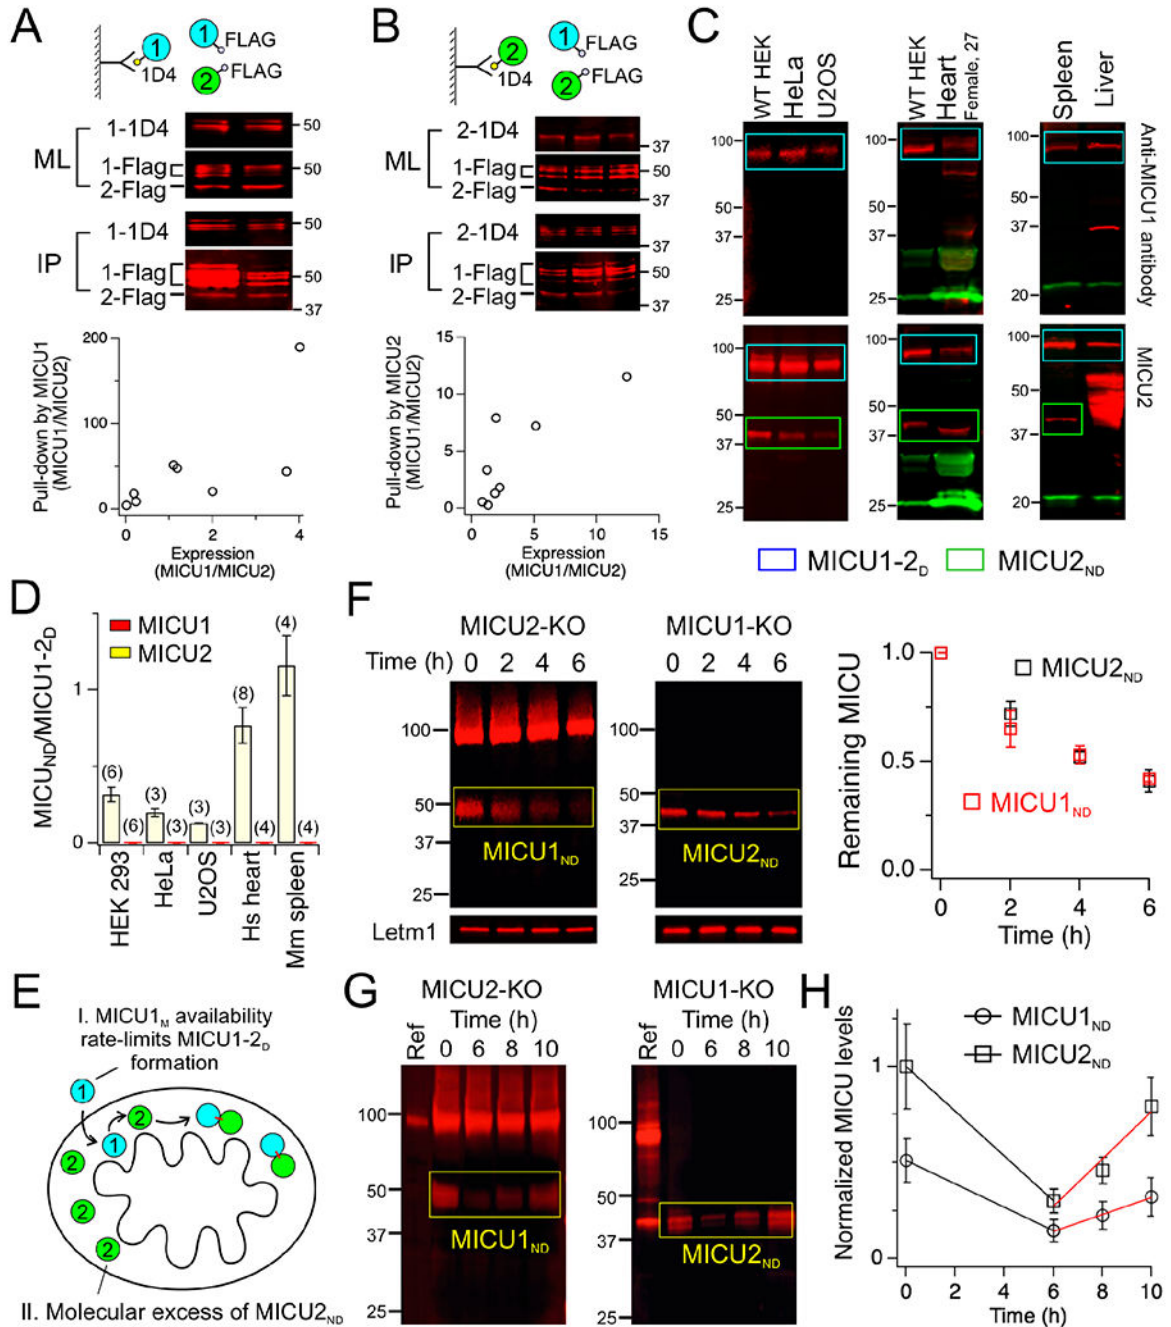 A
1
1D4
1
FLAG
2
FLAG
ML
1-1D4
1-Flag
2-Flag
IP
1-1D4
1-Flag
2-Flag
50
50
37
50
50
37
Pull-down by MICU1
(MICU1/MICU2)
200
100
0
0
2
4
Expression
(MICU1/MICU2)
B
2
1D4
1
FLAG
2
FLAG
ML
2-1D4
1-Flag
2-Flag
IP
2-1D4
1-Flag
2-Flag
37
50
37
37
50
37
Pull-down by MICU2
(MICU1/MICU2)
15
10
5
0
0
5
10
15
Expression
(MICU1/MICU2)
C
WT HEK
HeLa
U2OS
WT HEK
Heart
Female, 27
Spleen
Liver
100
50
37
25
100
50
37
25
100
50
37
20
Anti-MICU1 antibody
100
50
37
25
100
50
37
25
100
50
37
20
MICU2
MICU1-2D
MICU2ND
D
MICUND/MICU1-2D
1
0
MICU1
MICU2
(6)
(6)
(3)
(3)
(3)
(3)
(8)
(4)
(4)
(4)
HEK 293
HeLa
U2OS
Hs heart
Mm spleen
E
I. MICU1M availability
rate-limits MICU1-2D
formation
1
1
2
2
2
2
II. Molecular excess of MICU2ND
F
MICU2-KO
MICU1-KO
Time (h)
0 2 4 6
0 2 4 6
100
50
37
25
MICU1ND
100
50
37
25
MICU2ND
Letm1
Remaining MICU
1.0
0.5
0.0
MICU2ND
MICU1ND
0
2
4
6
Time (h)
G
MICU2-KO
Time (h)
Ref
0 6 8 10
100
50
37
25
MICU1ND
MICU1-KO
Time (h)
Ref
0 6 8 10
100
50
37
25
MICU2ND
H
Normalized MICU levels
1
0
MICU1ND
MICU2ND
0
2
4
6
8
10
Time (h)